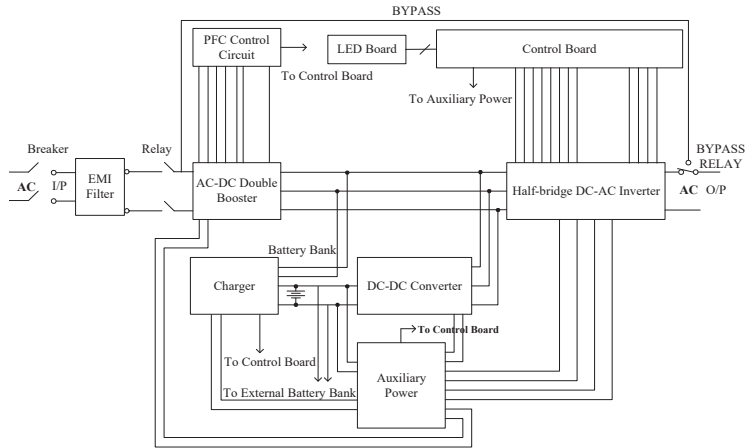 BYPASS
PFC Control
Circuit
LED Board
Control Board
To Control Board
To Auxiliary Power
Breaker
Relay
BYPASS
RELAY
AC
I/P
EMI
Filter
AC-DC Double
Booster
Half-bridge DC-AC Inverter
AC
O/P
Battery Bank
Charger
DC-DC Converter
To Control Board
To Control Board
To External Battery Bank
Auxiliary
Power